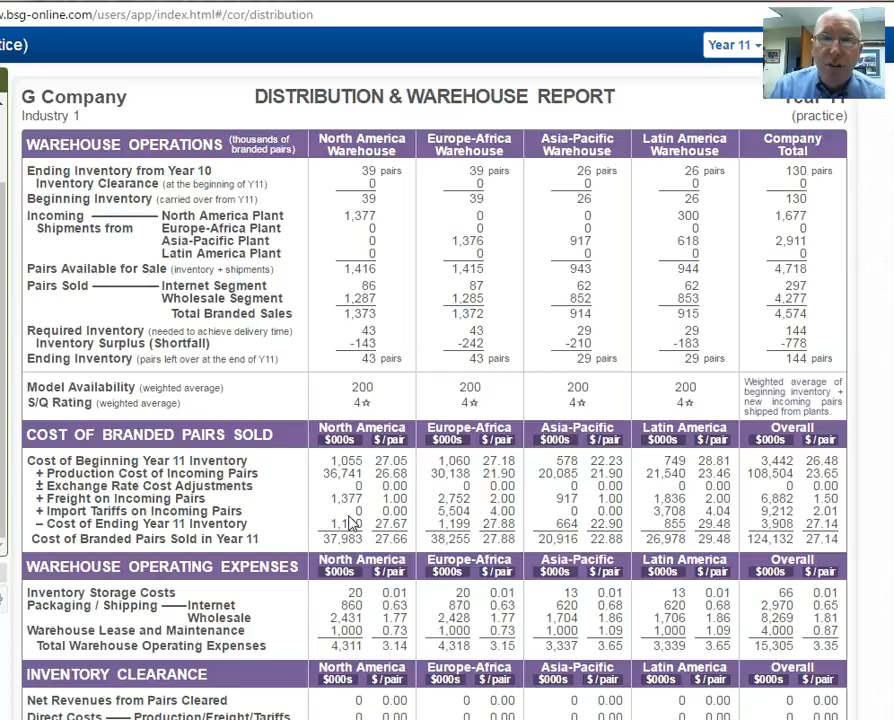 w.bsg-online.com/users/app/index.html#/cor/distribution
tice) Year 11
G Company DISTRIBUTION & WAREHOUSE REPORT
Industry 1 (practice)
WAREHOUSE OPERATIONS (thousands of branded pairs) North America Warehouse Europe-Africa Warehouse Asia-Pacific Warehouse Latin America Warehouse Company Total
Ending Inventory from Year 10 39 pairs 39 pairs 26 pairs 26 pairs 130 pairs
Inventory Clearance (at the beginning of Y11) 0 0 0 0 0
Beginning Inventory (carried over from Y11) 39 39 26 26 130
Incoming North America Plant 1,377 0 0 300 1,677
Shipments from Europe-Africa Plant 0 0 0 0 0
Asia-Pacific Plant 0 1,376 917 618 2,911
Latin America Plant 0 0 0 0 0
Pairs Available for Sale (inventory + shipments) 1,416 1,415 943 944 4,718
Pairs Sold Internet Segment 86 87 62 62 297
Wholesale Segment 1,287 1,285 852 853 4,277
Total Branded Sales 1,373 1,372 914 915 4,574
Required Inventory (needed to achieve delivery time) 43 43 29 29 144
Inventory Surplus (Shortfall) -143 -242 -210 -183 -778
Ending Inventory (pairs left over at the end of Y11) 43 pairs 43 pairs 29 pairs 29 pairs 144 pairs
Model Availability (weighted average) 200 200 200 200
S/Q Rating (weighted average) 4☆ 4☆ 4☆ 4☆
Weighted average of beginning inventory + new incoming pairs shipped from plants.
COST OF BRANDED PAIRS SOLD North America $000s $ / pair Europe-Africa $000s $ / pair Asia-Pacific $000s $ / pair Latin America $000s $ / pair Overall $000s $ / pair
Cost of Beginning Year 11 Inventory 1,055 27.05 1,060 27.18 578 22.23 749 28.81 3,442 26.48
+ Production Cost of Incoming Pairs 36,741 26.68 30,138 21.90 20,085 21.90 21,540 23.46 108,504 23.65
± Exchange Rate Cost Adjustments 0 0.00 0 0.00 0 0.00 0 0.00 0 0.00
+ Freight on Incoming Pairs 1,377 1.00 2,752 2.00 917 1.00 1,836 2.00 6,882 1.50
+ Import Tariffs on Incoming Pairs 0 0.00 5,504 4.00 0 0.00 3,708 4.04 9,212 2.01
– Cost of Ending Year 11 Inventory 27.67 1,199 27.88 664 22.90 855 29.48 3,908 27.14
Cost of Branded Pairs Sold in Year 11 37,983 27.66 38,255 27.88 20,916 22.88 26,978 29.48 124,132 27.14
WAREHOUSE OPERATING EXPENSES North America $000s $ / pair Europe-Africa $000s $ / pair Asia-Pacific $000s $ / pair Latin America $000s $ / pair Overall $000s $ / pair
Inventory Storage Costs 20 0.01 20 0.01 13 0.01 13 0.01 66 0.01
Packaging / Shipping Internet 860 0.63 870 0.63 620 0.68 620 0.68 2,970 0.65
Wholesale 2,431 1.77 2,428 1.77 1,704 1.86 1,706 1.86 8,269 1.81
Warehouse Lease and Maintenance 1,000 0.73 1,000 0.73 1,000 1.09 1,000 1.09 4,000 0.87
Total Warehouse Operating Expenses 4,311 3.14 4,318 3.15 3,337 3.65 3,339 3.65 15,305 3.35
INVENTORY CLEARANCE North America $000s $ / pair Europe-Africa $000s $ / pair Asia-Pacific $000s $ / pair Latin America $000s $ / pair Overall $000s $ / pair
Net Revenues from Pairs Cleared 0 0.00 0 0.00 0 0.00 0 0.00 0 0.00
Direct Costs Production/Freight/Tariffs 0 0.00 0 0.00 0 0.00 0 0.00 0 0.00